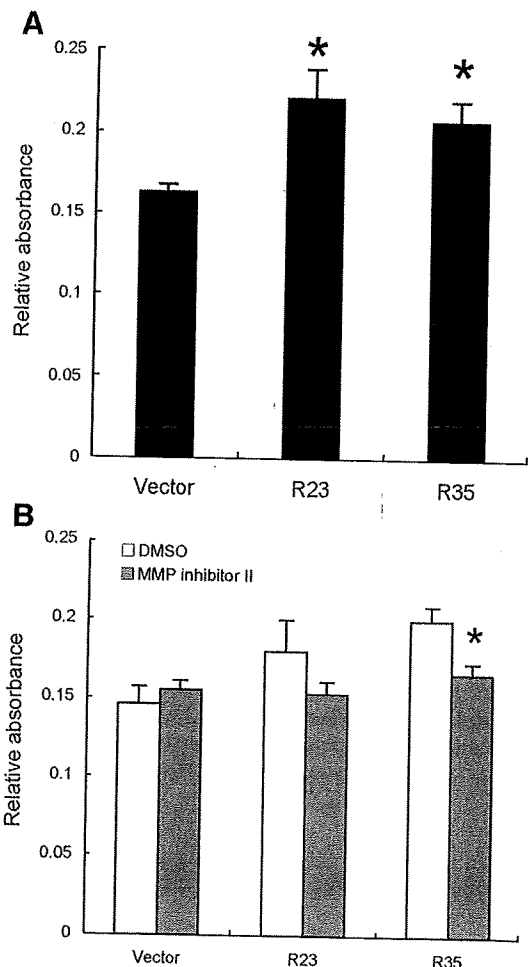 A
0.25
*
*
0.2
0.15
0.1
0.05
0
Relative absorbance
Vector R23 R35
B
0.25
DMSO
MMP inhibitor II
0.2
*
0.15
0.1
0.05
0
Relative absorbance
Vector R23 R35